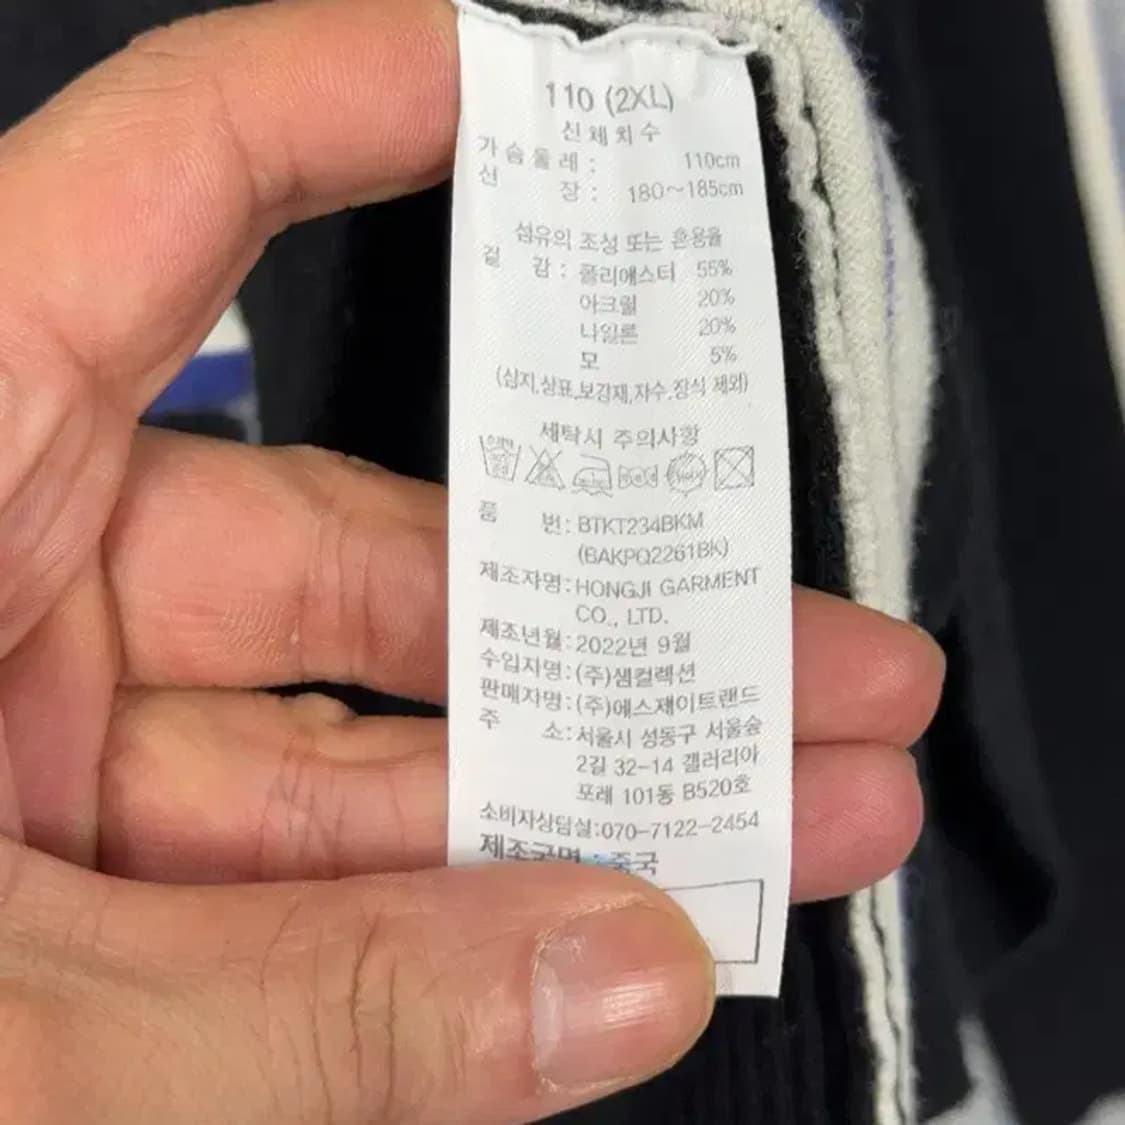 110 (2XL)
신체치수
가슴둘레 : 110cm
신 장 : 180~185cm
섬유의 조성 또는 혼용율
겉 감 : 폴리에스터 55%
아크릴 20%
나일론 20%
모 5%
(심지,상표,보강재,자수,장식 제외)
세탁시 주의사항
품 번: BTKT234BKM
(BAKPQ2261BK)
제조자명: HONGJI GARMENT
CO., LTD.
제조년월: 2022년 9월
수입자명: (주)샘컬렉션
판매자명: (주)에스제이트랜드
주 소: 서울시 성동구 서울숲
2길 32-14 갤러리아
포레 101동 B520호
소비자상담실:070-7122-2454
제조국명 : 중국